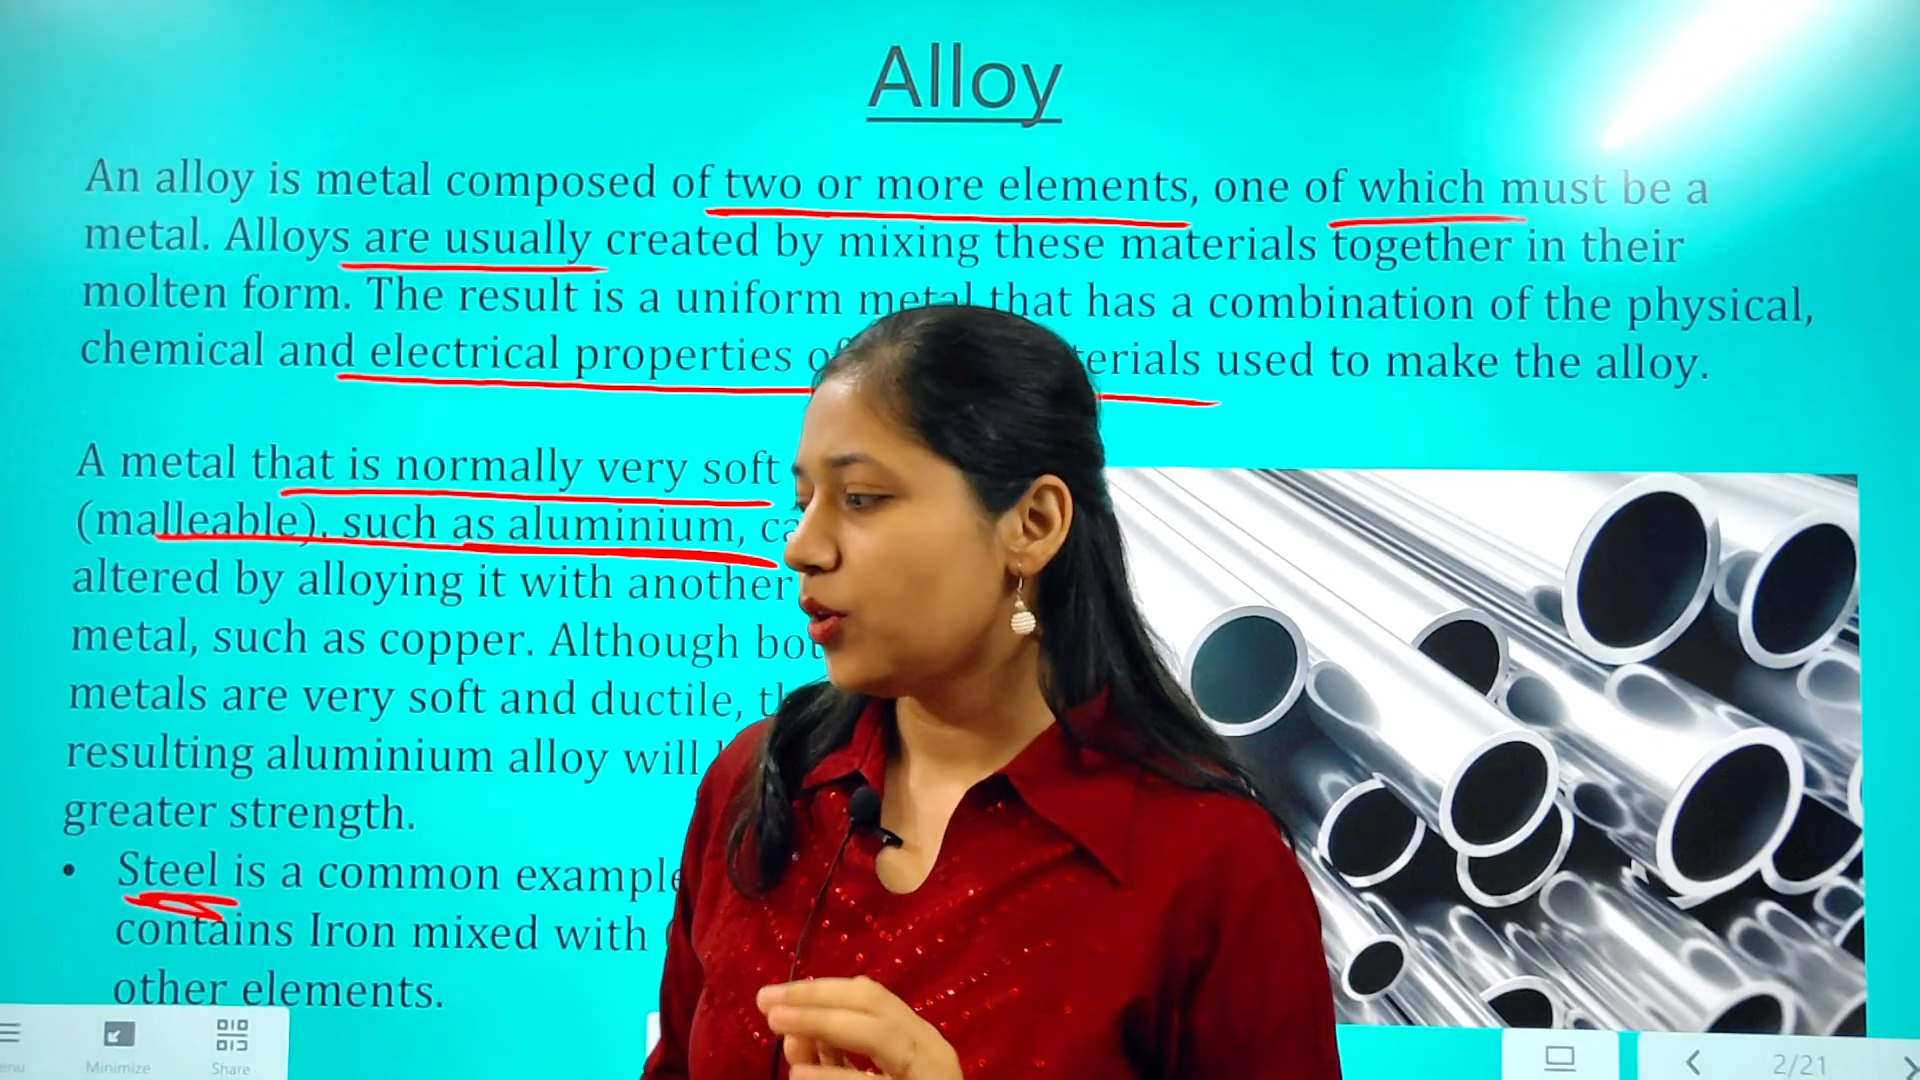 Alloy
An alloy is metal composed of two or more elements, one of which must be a
metal. Alloys are usually created by mixing these materials together in their
molten form. The result is a uniform metal that has a combination of the physical,
chemical and electrical properties used to make the alloy.
A metal that is normally very soft
(malleable), such as aluminium,
altered by alloying it with another
metal, such as copper. Although
metals are very soft and ductile,
resulting aluminium alloy will
greater strength.
• Steel is a common example
contains Iron mixed with
other elements.
Minimize
Share
2/21